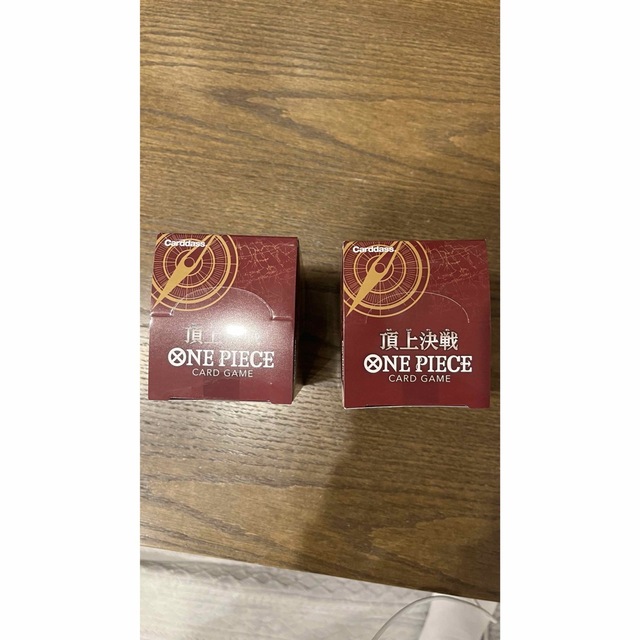 Carddass
頂上
ONE PIECE
CARD GAME
Carddass
頂上決戦
ONE PIECE
CARD GAME